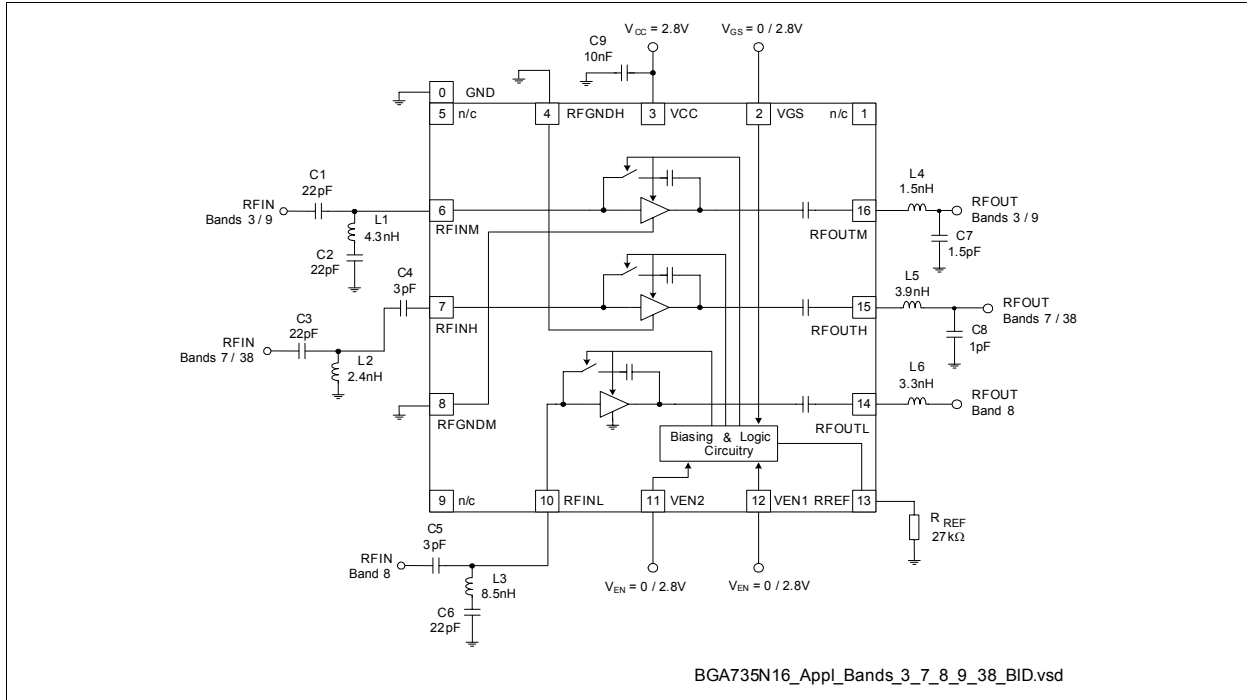 VCC = 2.8V
VGS = 0 / 2.8V
C9
10nF
0 GND
5 n/c
4 RFGNDH
3 VCC
2 VGS
n/c 1
RFIN
Bands 3 / 9
C1
22pF
L1
4.3nH
C2
22pF
6
RFINM
16
RFOUTM
L4
1.5nH
RFOUT
Bands 3 / 9
C7
1.5pF
C4
3pF
7
RFINH
15
RFOUTH
L5
3.9nH
RFOUT
Bands 7 / 38
C8
1pF
RFIN
Bands 7 / 38
C3
22pF
L2
2.4nH
8
RFGNDM
14
RFOUTL
L6
3.3nH
RFOUT
Band 8
Biasing & Logic
Circuitry
9 n/c
10 RFINL
11 VEN2
12 VEN1
RREF 13
RREF
27kΩ
RFIN
Band 8
C5
3pF
L3
8.5nH
C6
22pF
VEN = 0 / 2.8V
VEN = 0 / 2.8V
BGA735N16_Appl_Bands_3_7_8_9_38_BID.vsd